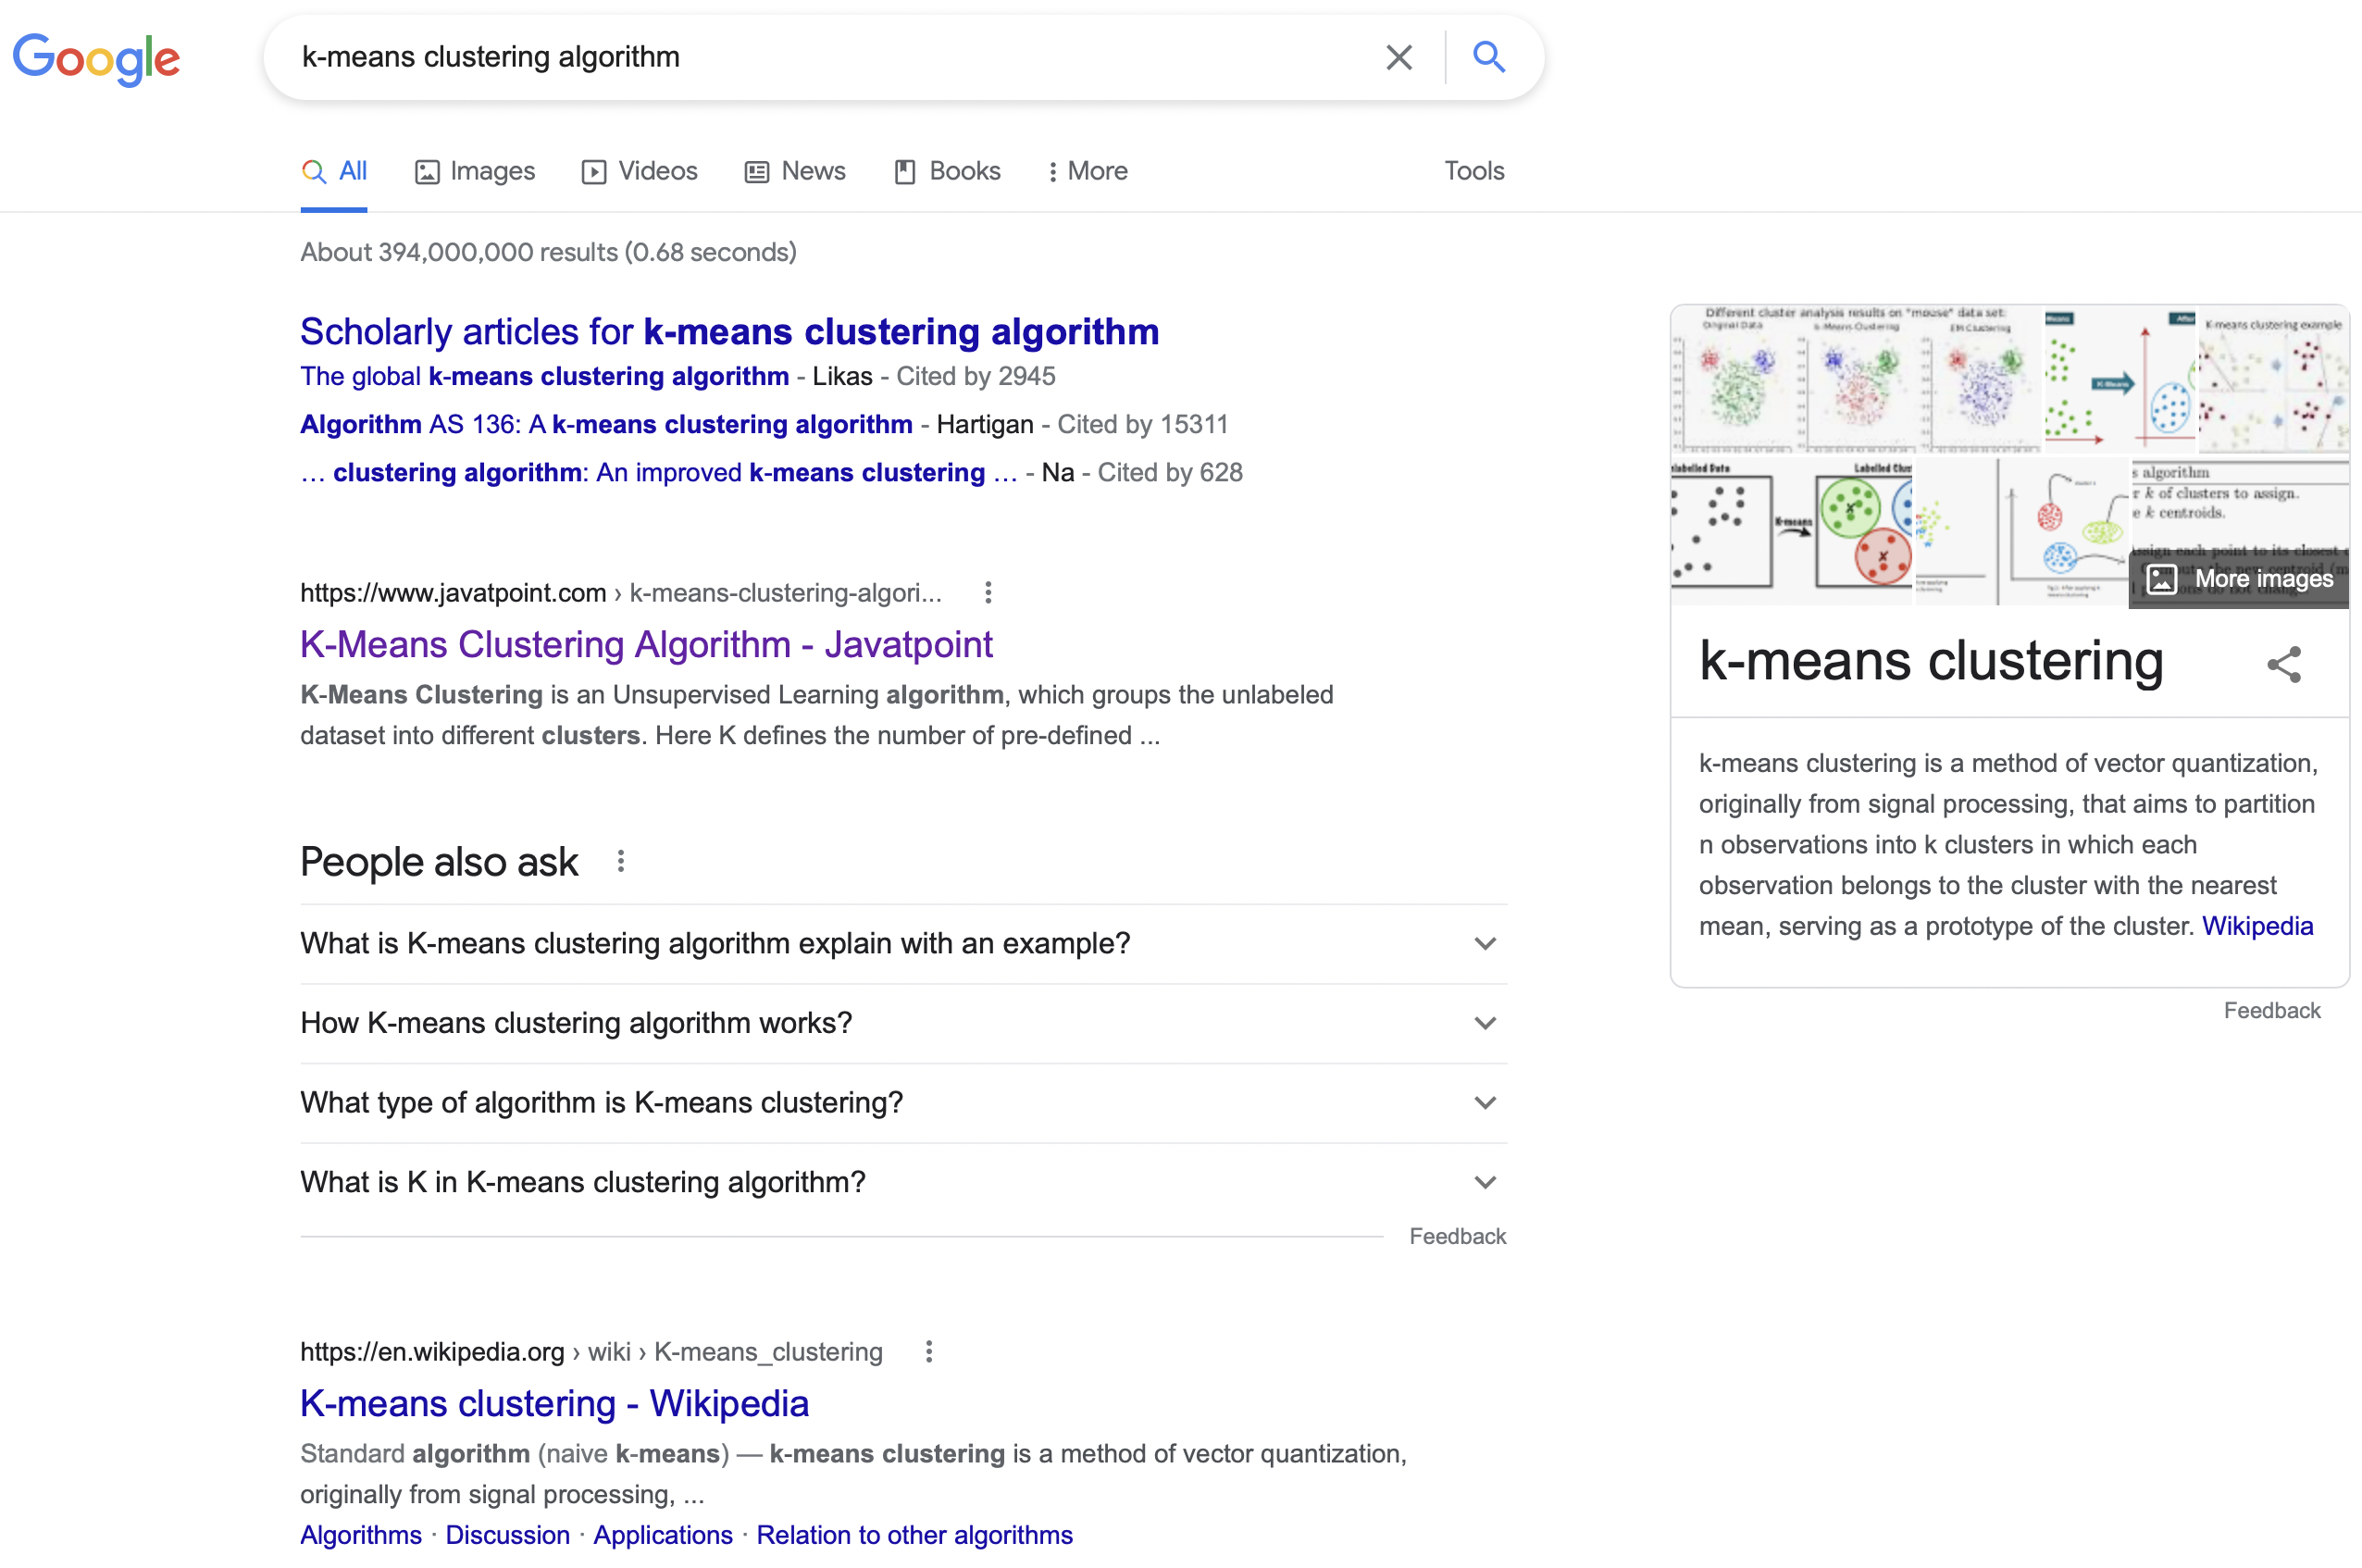 Google
k-means clustering algorithm
All
Images
Videos
News
Books
More
Tools
About 394,000,000 results (0.68 seconds)
Scholarly articles for k-means clustering algorithm
The global k-means clustering algorithm - Likas - Cited by 2945
Algorithm AS 136: A k-means clustering algorithm - Hartigan - Cited by 15311
... clustering algorithm: An improved k-means clustering ... - Na - Cited by 628
https://www.javatpoint.com › k-means-clustering-algori...
K-Means Clustering Algorithm - Javatpoint
K-Means Clustering is an Unsupervised Learning algorithm, which groups the unlabeled
dataset into different clusters. Here K defines the number of pre-defined ...
People also ask
What is K-means clustering algorithm explain with an example?
How K-means clustering algorithm works?
What type of algorithm is K-means clustering?
What is K in K-means clustering algorithm?
Feedback
https://en.wikipedia.org › wiki › K-means_clustering
K-means clustering - Wikipedia
Standard algorithm (naive k-means) — k-means clustering is a method of vector quantization,
originally from signal processing, ...
Algorithms · Discussion · Applications · Relation to other algorithms
Different cluster analysis results on "mouse" data set:
Original Data
k-Means Clustering
EM Clustering
K-Means
K-means clustering example
Labelled Clust
K-means
s algorithm
r k of clusters to assign.
e k centroids.
assign each point to its closest
More images
k-means clustering
k-means clustering is a method of vector quantization,
originally from signal processing, that aims to partition
n observations into k clusters in which each
observation belongs to the cluster with the nearest
mean, serving as a prototype of the cluster. Wikipedia
Feedback